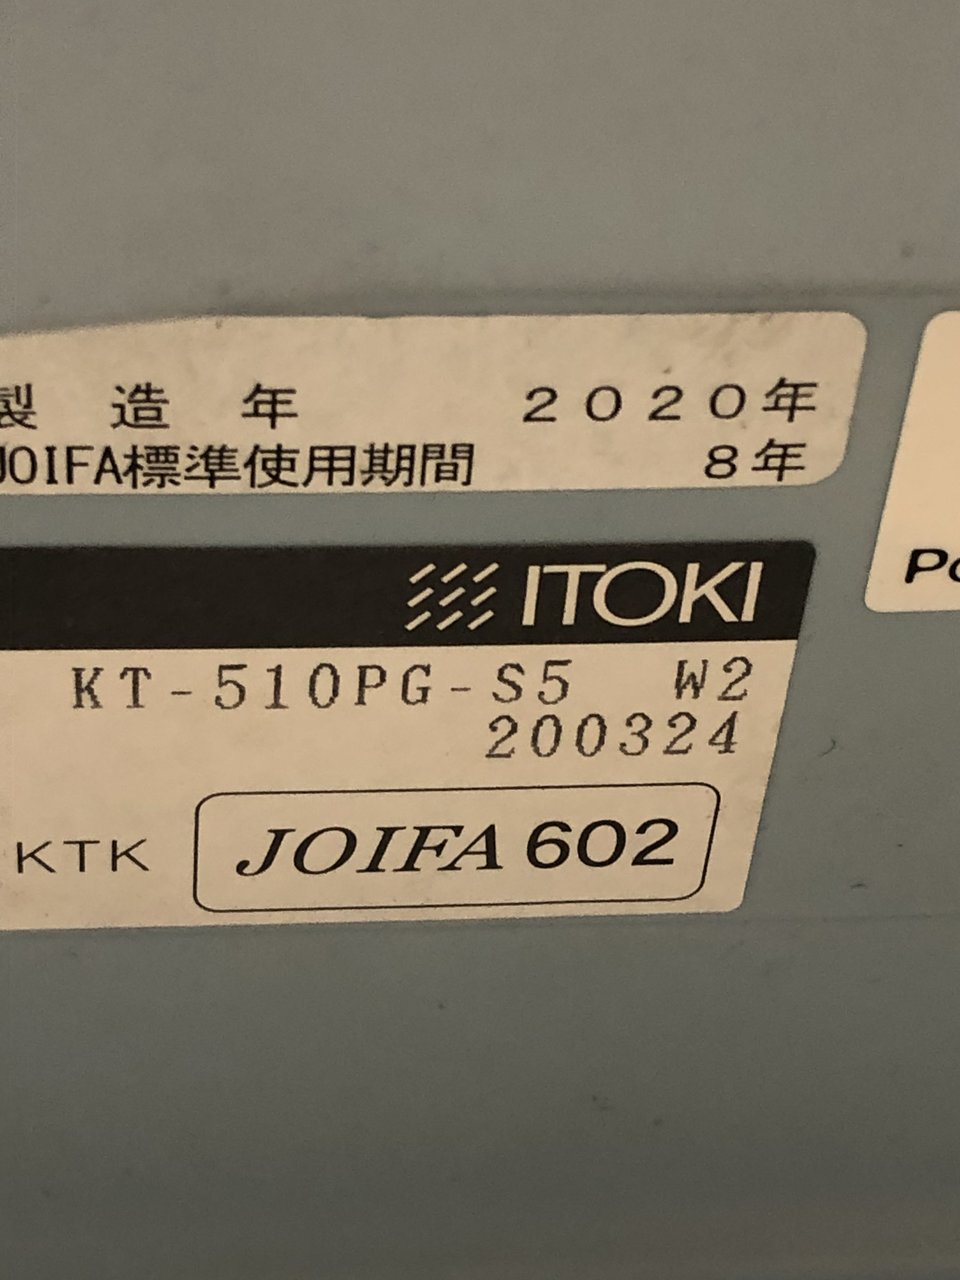 製造年 2020年
JOIFA標準使用期間 8年
ITOKI
KT-510PG-S5 W2
200324
KTK JOIFA 602